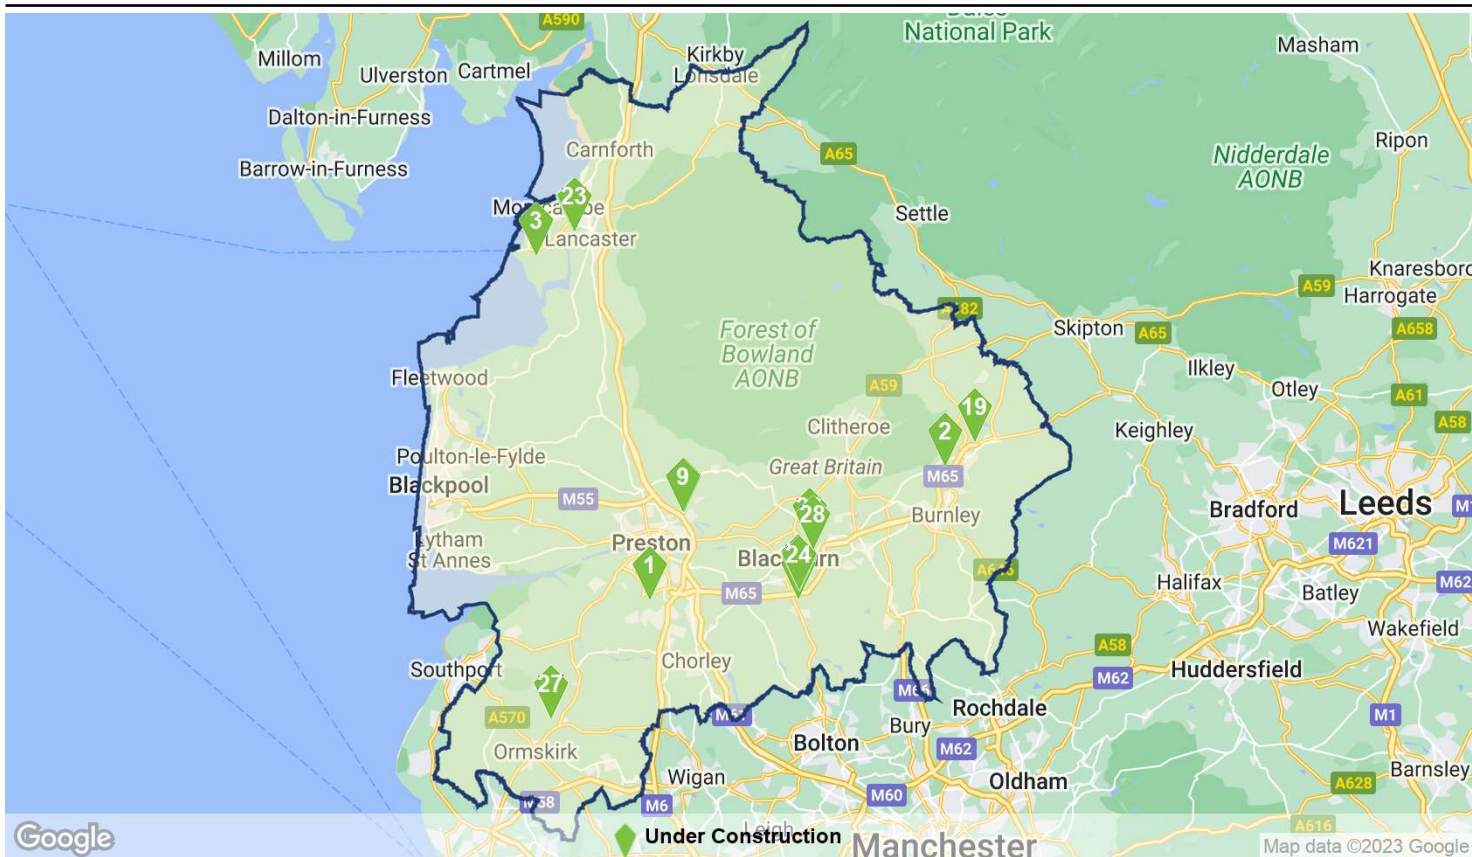 A590
National Park
Masham
Millom
Kirkby
Lonsdale
Ulverston
Cartmel
Dalton-in-Furness
Ripon
Carnforth
A65
Nidderdale
AONB
Barrow-in-Furness
23
3
Settle
Lancaster
A59
Harrogate
Forest of
Bowland
AONB
Skipton
A65
A658
Ilkley
Fleetwood
A59
Otley
A61
19
Clitheroe
2
Keighley
A58
Poulton-le-Fylde
Great Britain
9
M65
Blackpool
M55
Bradford
Leeds
28
Burnley
Preston
St Annes
24
M621
1
M65
Halifax
M62
Batley
Wakefield
A58
Southport
Chorley
Huddersfield
M62
27
A570
Rochdale
M1
Bury
Ormskirk
Bolton
M62
Wigan
Oldham
Barnsley
A628
M60
M6
Google
Under Construction
Manchester
A616
Map data ©2023 Google